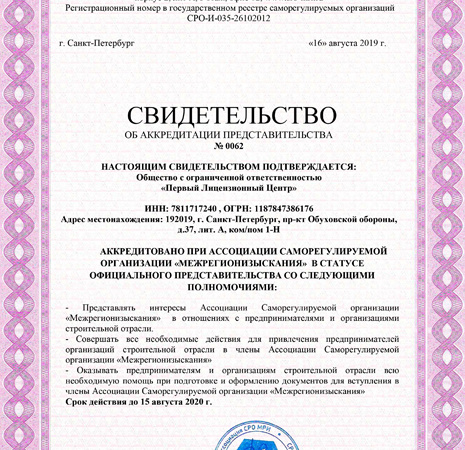 Регистрационный номер в государственном реестре саморегулируемых организаций
СРО-И-035-26102012
г. Санкт-Петербург «16» августа 2019 г.
СВИДЕТЕЛЬСТВО
ОБ АККРЕДИТАЦИИ ПРЕДСТАВИТЕЛЬСТВА
№ 0062
НАСТОЯЩИМ СВИДЕТЕЛЬСТВОМ ПОДТВЕРЖДАЕТСЯ:
Общество с ограниченной ответственностью
«Первый Лицензионный Центр»
ИНН: 7811717240 , ОГРН: 1187847386176
Адрес местонахождения: 192019, г. Санкт-Петербург, пр-кт Обуховской обороны,
д.37, лит. А, ком/пом 1-Н
АККРЕДИТОВАНО ПРИ АССОЦИАЦИИ САМОРЕГУЛИРУЕМОЙ
ОРГАНИЗАЦИИ «МЕЖРЕГИОНИЗЫСКАНИЯ» В СТАТУСЕ
ОФИЦИАЛЬНОГО ПРЕДСТАВИТЕЛЬСТВА СО СЛЕДУЮЩИМИ
ПОЛНОМОЧИЯМИ:
- Представлять интересы Ассоциации Саморегулируемой организации
«Межрегионизыскания» в отношениях с предпринимателями и организациями
строительной отрасли.
- Совершать все необходимые действия для привлечения предпринимателей
организаций строительной отрасли в члены Ассоциации Саморегулируемой
организации «Межрегионизыскания»
- Оказывать предпринимателям и организациям строительной отрасли всю
необходимую помощь при подготовке и оформлению документов для вступления в
члены Ассоциации Саморегулируемой организации «Межрегионизыскания»
Срок действия до 15 августа 2020 г.
СРО МРИ